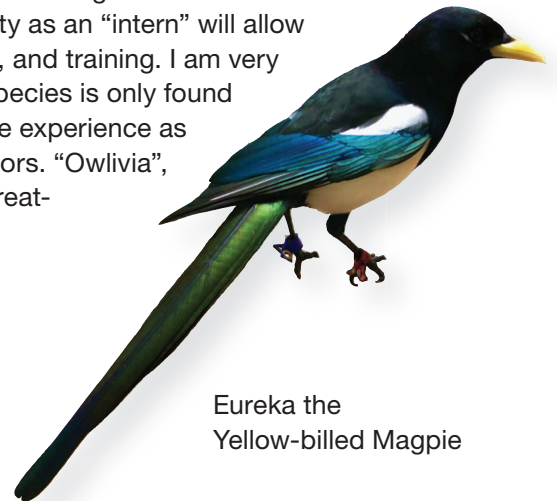 ty as an “intern” will allow
, and training. I am very
pecies is only found
e experience as
ors. “Owlivia”,
reat-
Eureka the
Yellow-billed Magpie